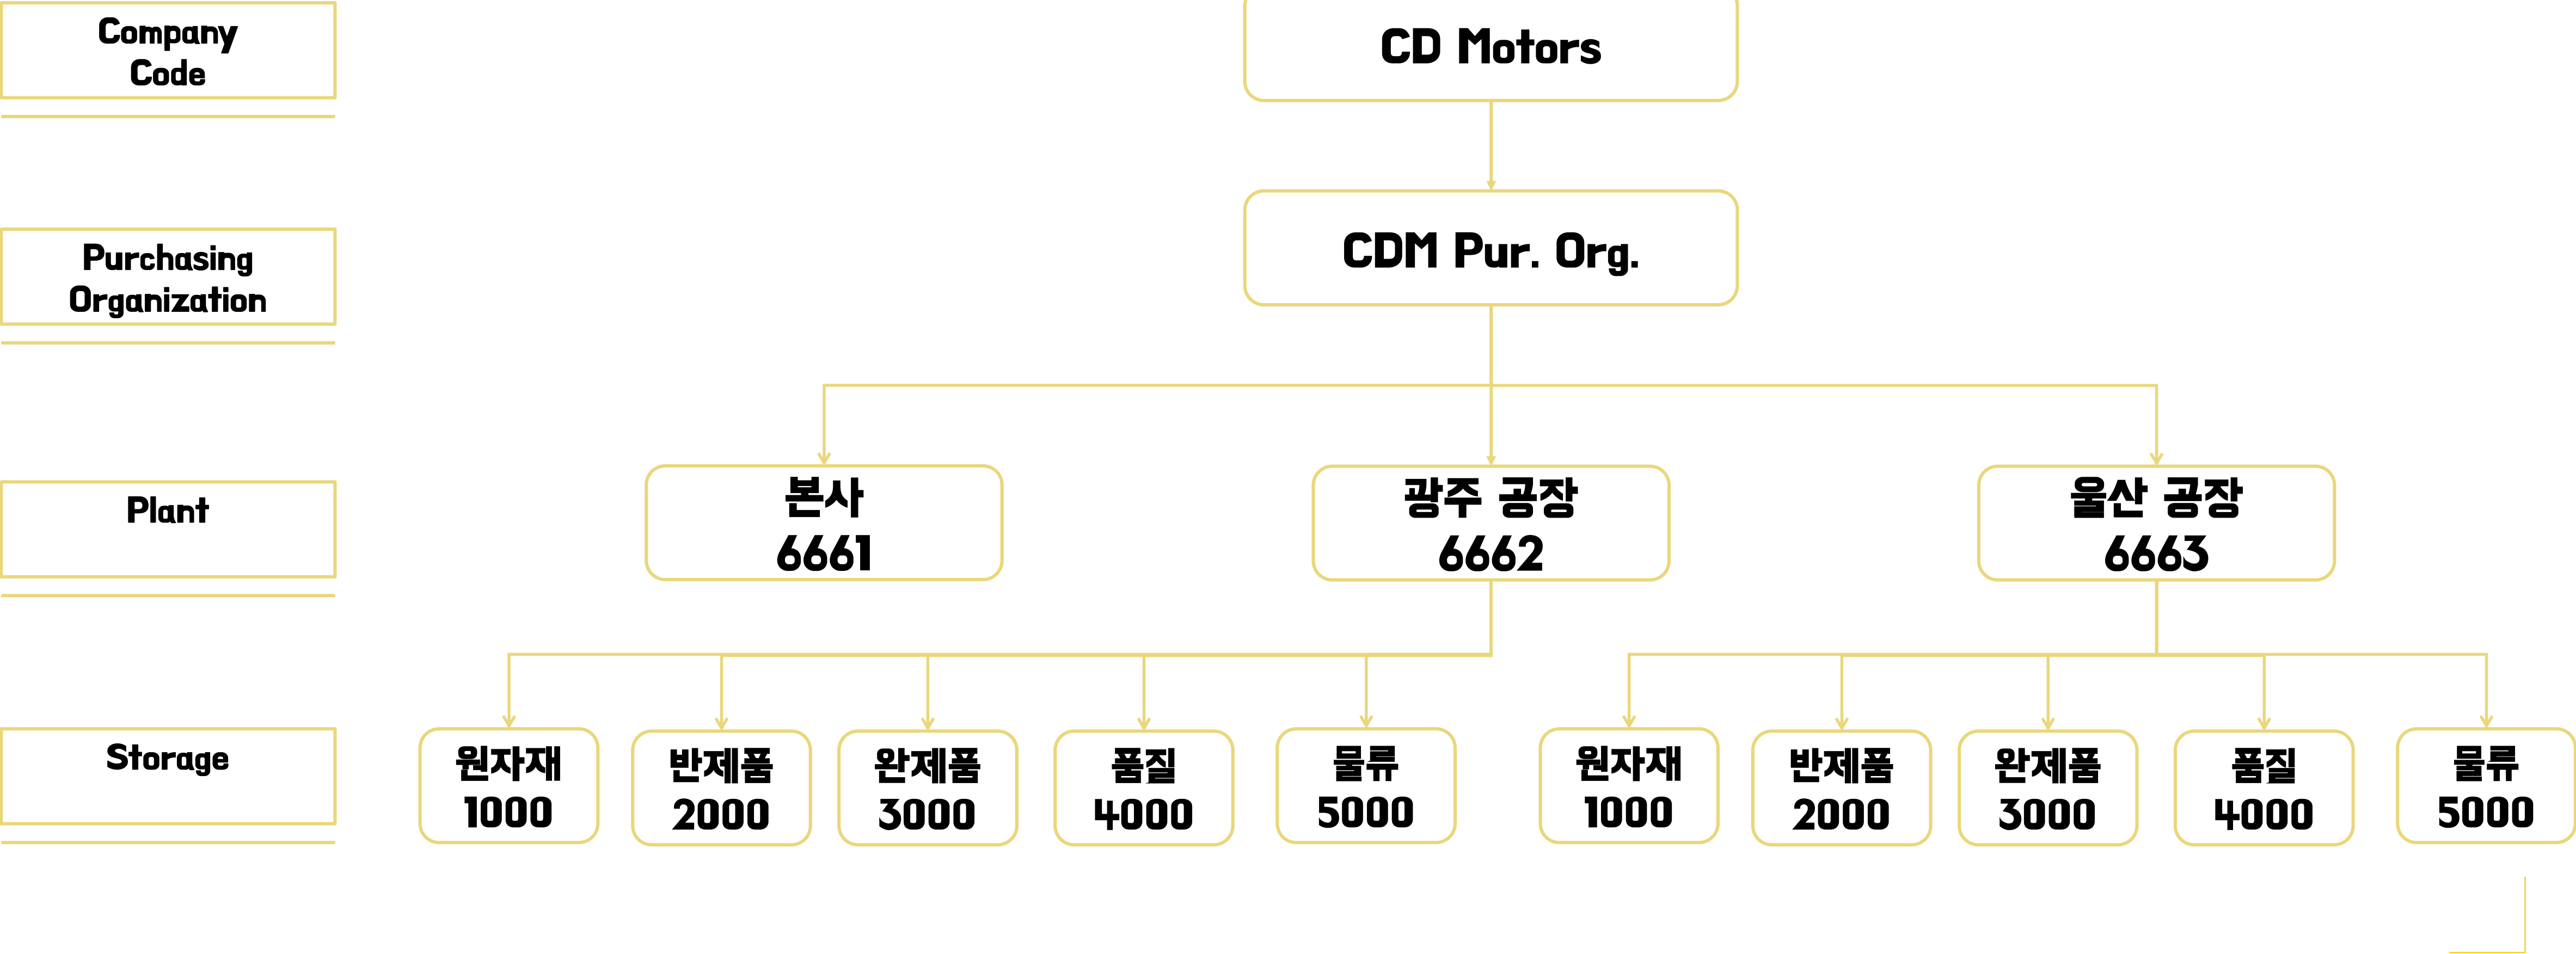 Company
Code
CD Motors
Purchasing
Organization
CDM Pur. Org.
Plant
본사
6661
광주 공장
6662
울산 공장
6663
Storage
원자재
1000
반제품
2000
완제품
3000
품질
4000
물류
5000
원자재
1000
반제품
2000
완제품
3000
품질
4000
물류
5000